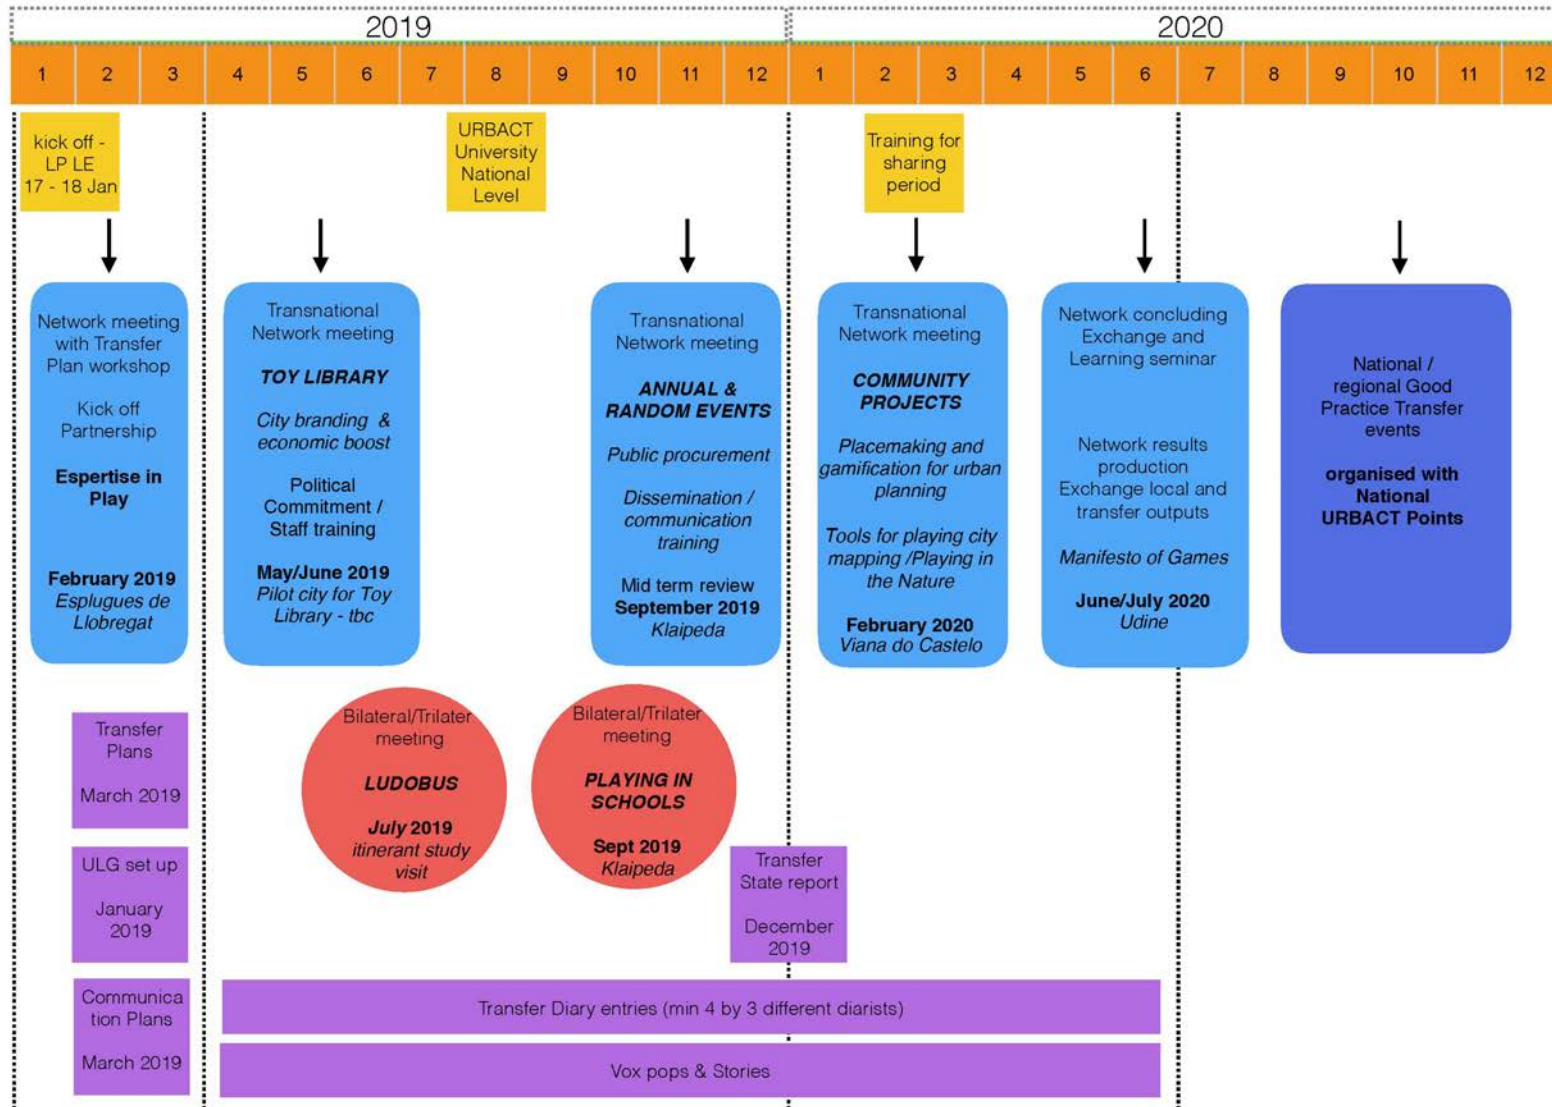 2019
2020
1 2 3 4 5 6 7 8 9 10 11 12 1 2 3 4 5 6 7 8 9 10 11 12
kick off -
LP LE
17 - 18 Jan
URBACT
University
National
Level
Training for
sharing
period
Network meeting
with Transfer
Plan workshop
Kick off
Partnership
Espertise in
Play
February 2019
Esplugues de
Llobregat
Transnational
Network meeting
TOY LIBRARY
City branding &
economic boost
Political
Commitment /
Staff training
May/June 2019
Pilot city for Toy
Library - tbc
Transnational
Network meeting
ANNUAL &
RANDOM EVENTS
Public procurement
Dissemination /
communication
training
Mid term review
September 2019
Klaipeda
Transnational
Network meeting
COMMUNITY
PROJECTS
Placemaking and
gamification for urban
planning
Tools for playing city
mapping /Playing in
the Nature
February 2020
Viana do Castelo
Network concluding
Exchange and
Learning seminar
Network results
production
Exchange local and
transfer outputs
Manifesto of Games
June/July 2020
Udine
National /
regional Good
Practice Transfer
events
organised with
National
URBACT Points
Bilateral/Trilater
meeting
LUDOBUS
July 2019
itinerant study
visit
Bilateral/Trilater
meeting
PLAYING IN
SCHOOLS
Sept 2019
Klaipeda
Transfer
Plans
March 2019
ULG set up
January
2019
Transfer
State report
December
2019
Communica
tion Plans
March 2019
Transfer Diary entries (min 4 by 3 different diarists)
Vox pops & Stories